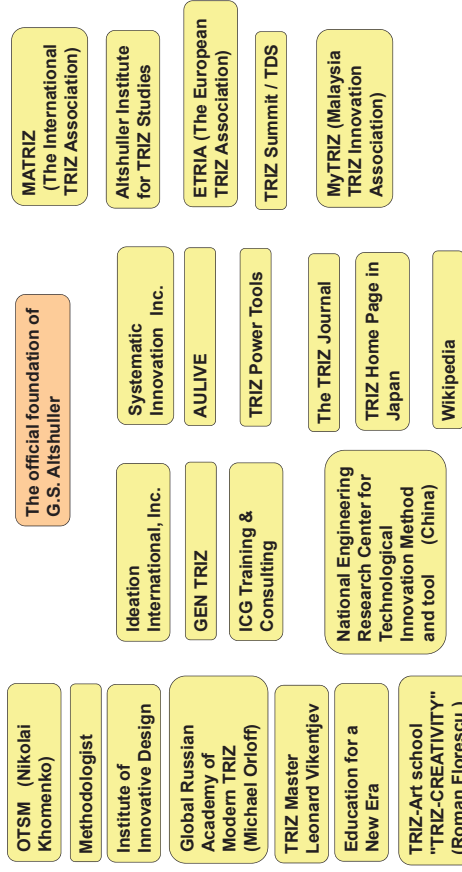 The official foundation of
G.S. Altshuller
OTSM (Nikolai
Khomenko)
Methodologist
Institute of
Innovative Design
Global Russian
Academy of
Modern TRIZ
(Michael Orloff)
TRIZ Master
Leonard Vikentjev
Education for a
New Era
TRIZ-Art school
"TRIZ-CREATIVITY"
(Roman
Ideation
International, Inc.
GEN TRIZ
ICG Training &
Consulting
National Engineering
Research Center for
Technological
Innovation Method
and tool (China)
Systematic
Innovation Inc.
AULIVE
TRIZ Power Tools
The TRIZ Journal
TRIZ Home Page in
Japan
Wikipedia
MATRIZ
(The International
TRIZ Association)
Altshuller Institute
for TRIZ Studies
ETRIA (The European
TRIZ Association)
TRIZ Summit / TDS
MyTRIZ (Malaysia
TRIZ Innovation
Association)